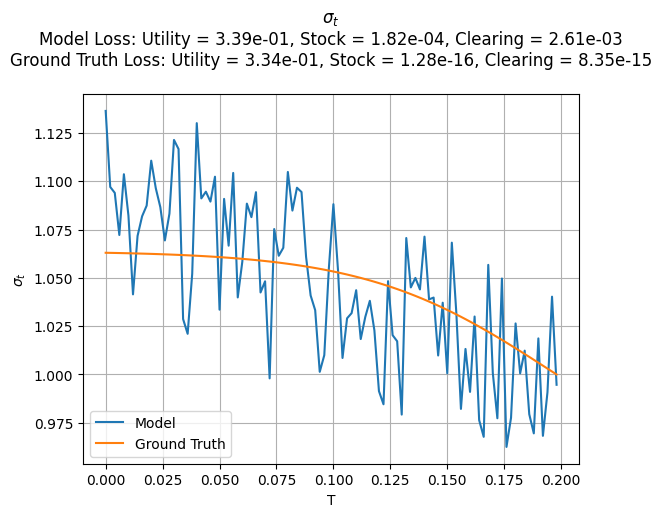 σt
Model Loss: Utility = 3.39e-01, Stock = 1.82e-04, Clearing = 2.61e-03
Ground Truth Loss: Utility = 3.34e-01, Stock = 1.28e-16, Clearing = 8.35e-15
1.125
1.100
1.075
1.050
1.025
1.000
0.975
σt
Model
Ground Truth
0.000 0.025 0.050 0.075 0.100 0.125 0.150 0.175 0.200
T